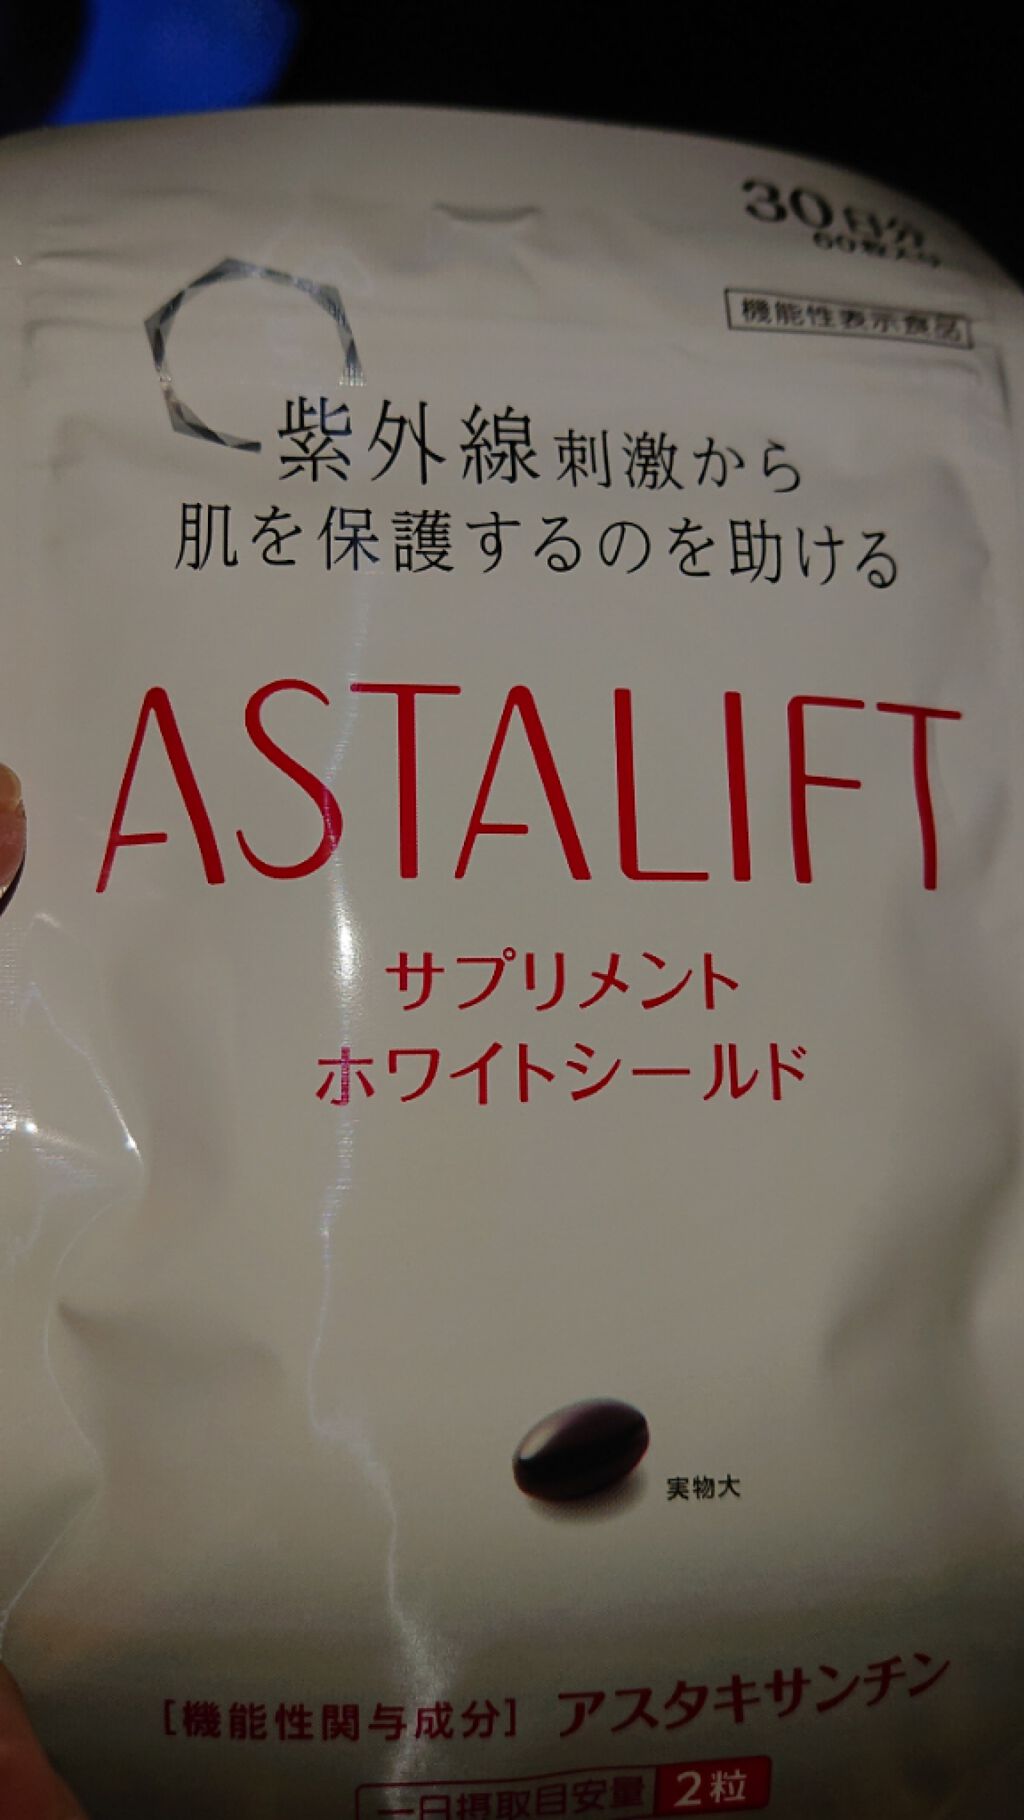 30日分
60粒入り
機能性表示食品
紫外線刺激から
肌を保護するのを助ける
ASTALIFT
サプリメント
ホワイトシールド
実物大
[機能性関与成分] アスタキサンチン
一日摂取目安量 2粒